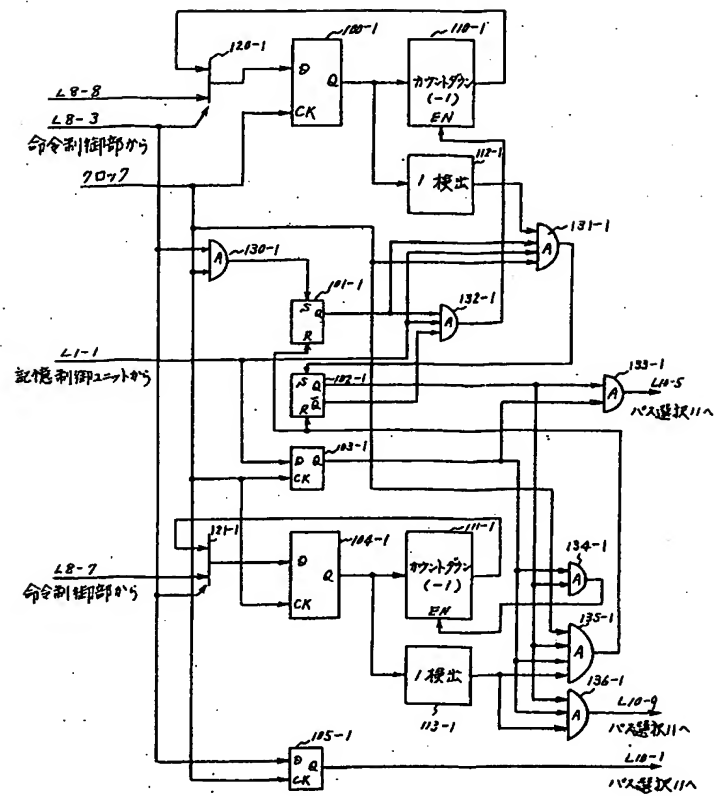 100-1
110-1
120-1
D
Q
CK
カウントダウン
(-1)
EN
L8-8
L8-3
命令制御部から
クロック
112-1
1 検出
131-1
A
130-1
A
101-1
S
Q
R
132-1
A
L1-1
記憶制御ユニットから
102-1
S
Q
R
Q̄
133-1
A
L10-5
パス選択11へ
103-1
D
Q
CK
121-1
104-1
111-1
134-1
A
L8-7
命令制御部から
D
Q
CK
カウントダウン
(-1)
EN
135-1
A
1 検出
113-1
136-1
A
L10-9
パス選択11へ
105-1
D
Q
CK
L10-1
パス選択11へ